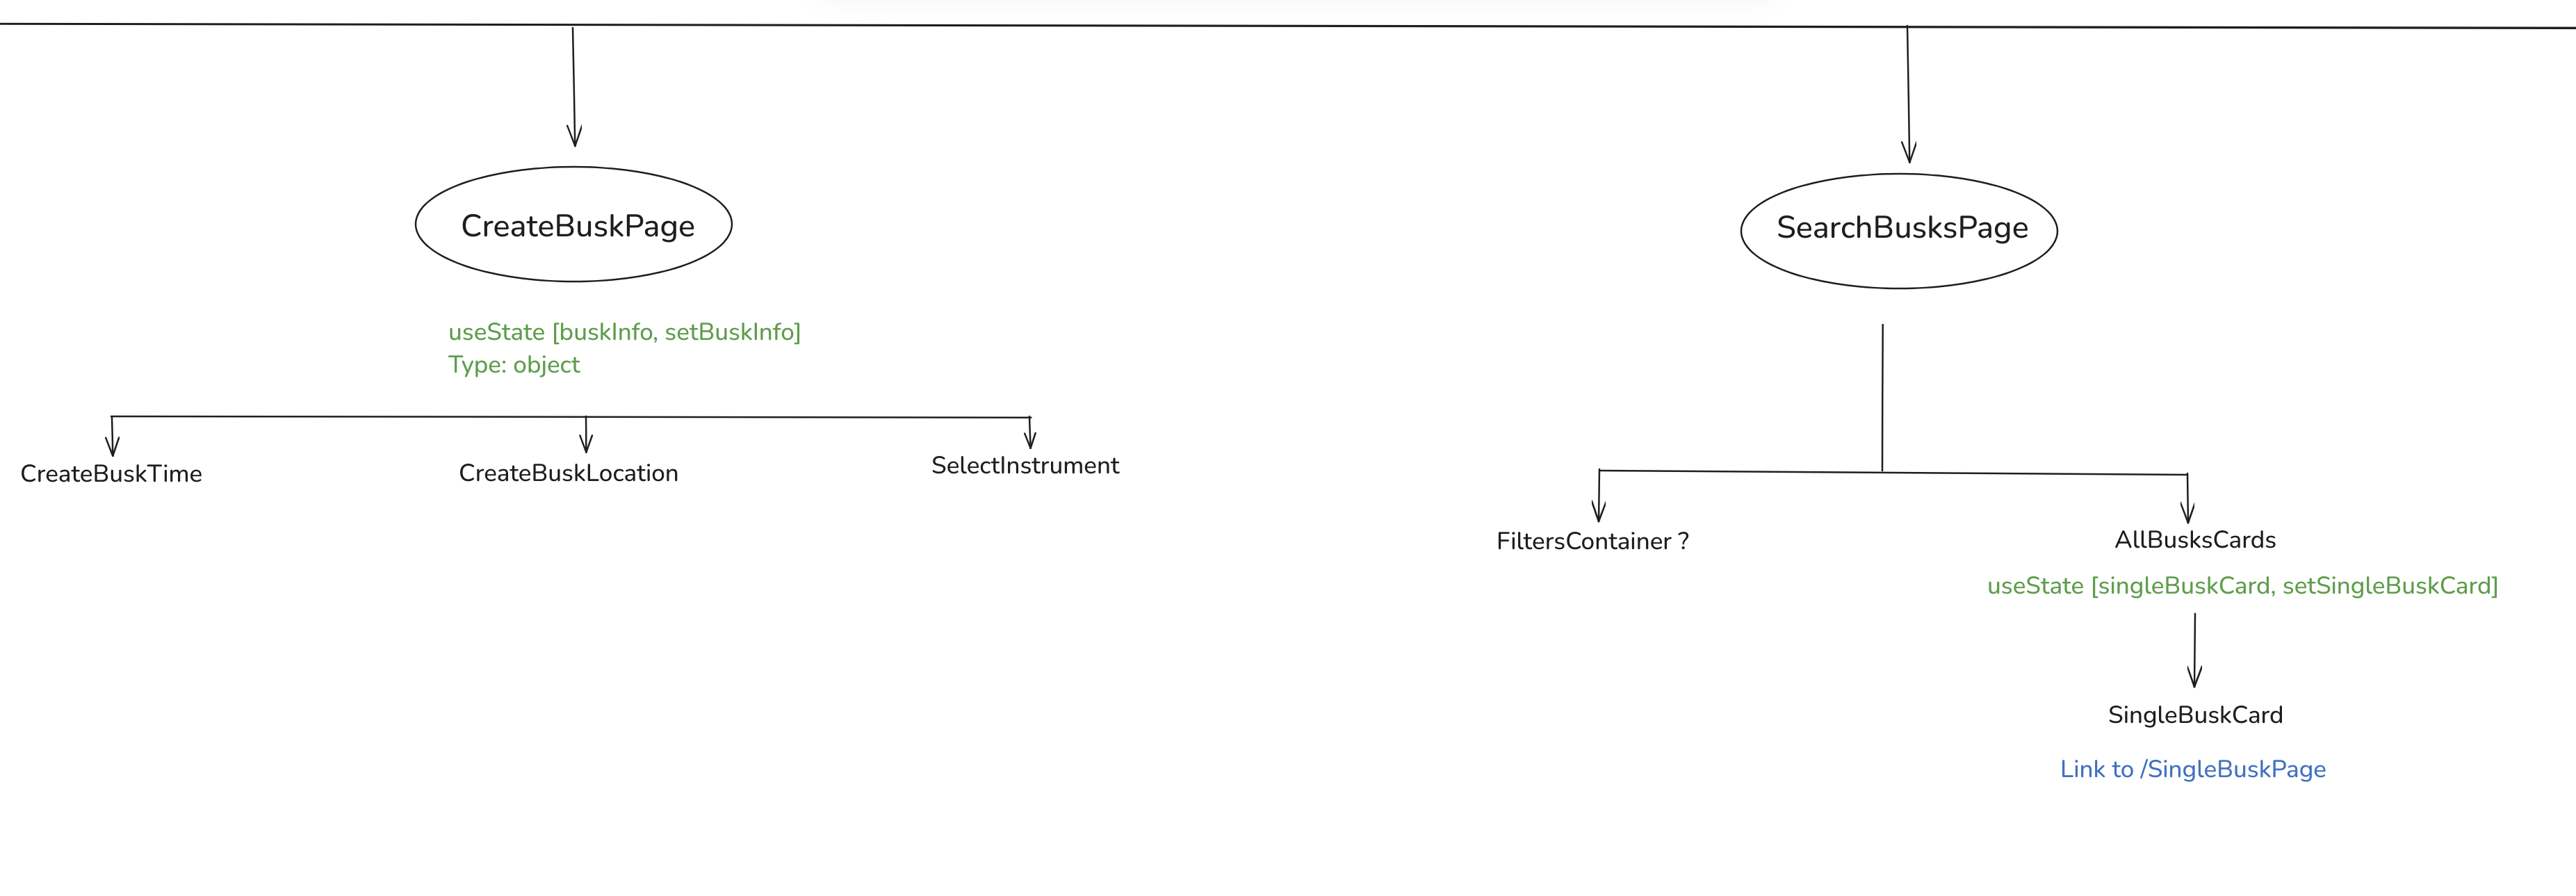 CreateBuskPage
useState [buskInfo, setBuskInfo]
Type: object
CreateBuskTime
CreateBuskLocation
SelectInstrument
SearchBusksPage
FiltersContainer ?
AllBusksCards
useState [singleBuskCard, setSingleBuskCard]
SingleBuskCard
Link to /SingleBuskPage